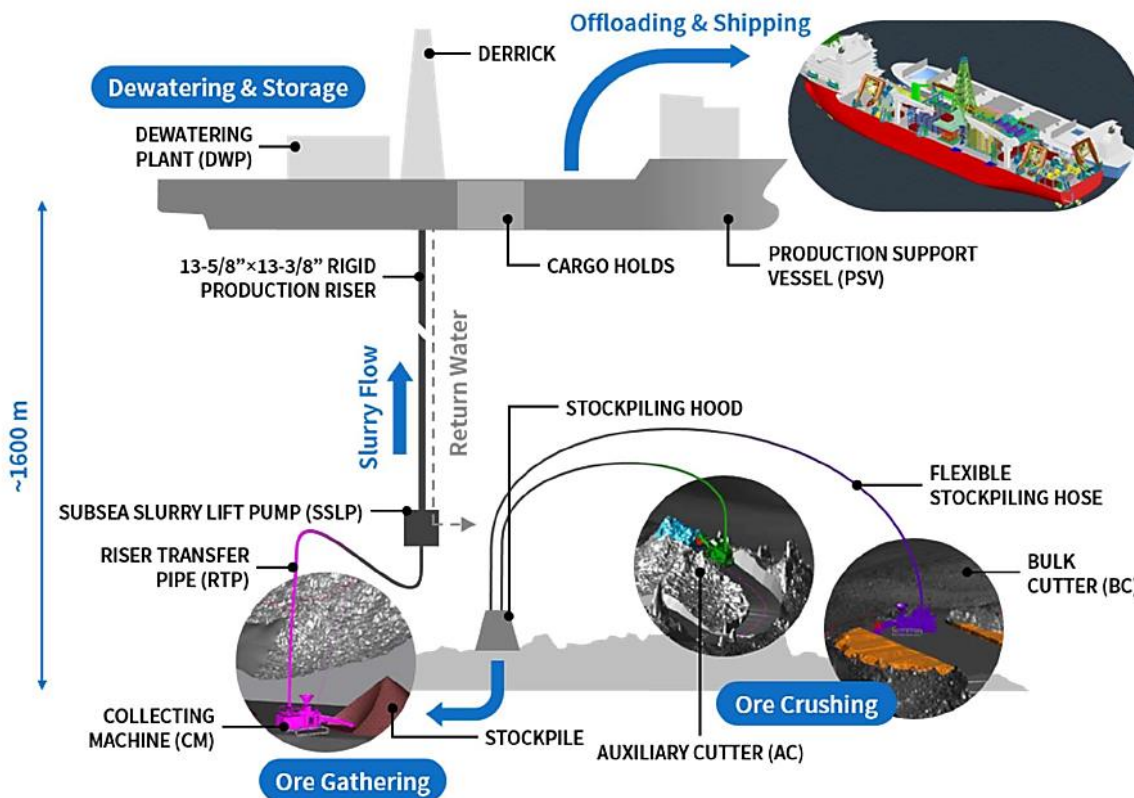 Offloading & Shipping
DERRICK
Dewatering & Storage
DEWATERING
PLANT (DWP)
13-5/8”×13-3/8” RIGID
PRODUCTION RISER
CARGO HOLDS
PRODUCTION SUPPORT
VESSEL (PSV)
~1600 m
Slurry Flow
Return Water
STOCKPILING HOOD
FLEXIBLE
STOCKPILING HOSE
SUBSEA SLURRY LIFT PUMP (SSLP)
RISER TRANSFER
PIPE (RTP)
BULK
CUTTER (BC)
COLLECTING
MACHINE (CM)
STOCKPILE
Ore Crushing
AUXILIARY CUTTER (AC)
Ore Gathering